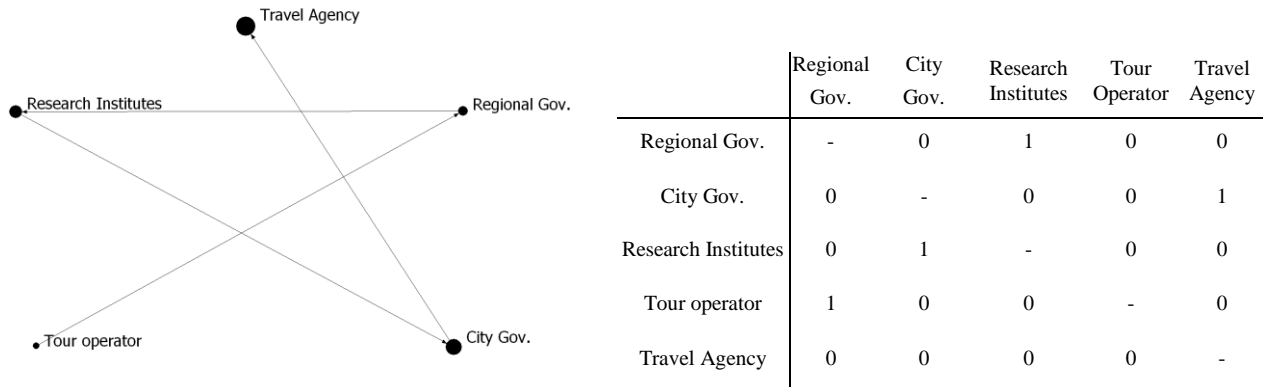 Travel Agency
Research Institutes
Regional Gov.
Tour operator
City Gov.
Regional Gov. City Gov. Research Institutes Tour Operator Travel Agency
Regional Gov. - 0 1 0 0
City Gov. 0 - 0 0 1
Research Institutes 0 1 - 0 0
Tour operator 1 0 0 - 0
Travel Agency 0 0 0 0 -